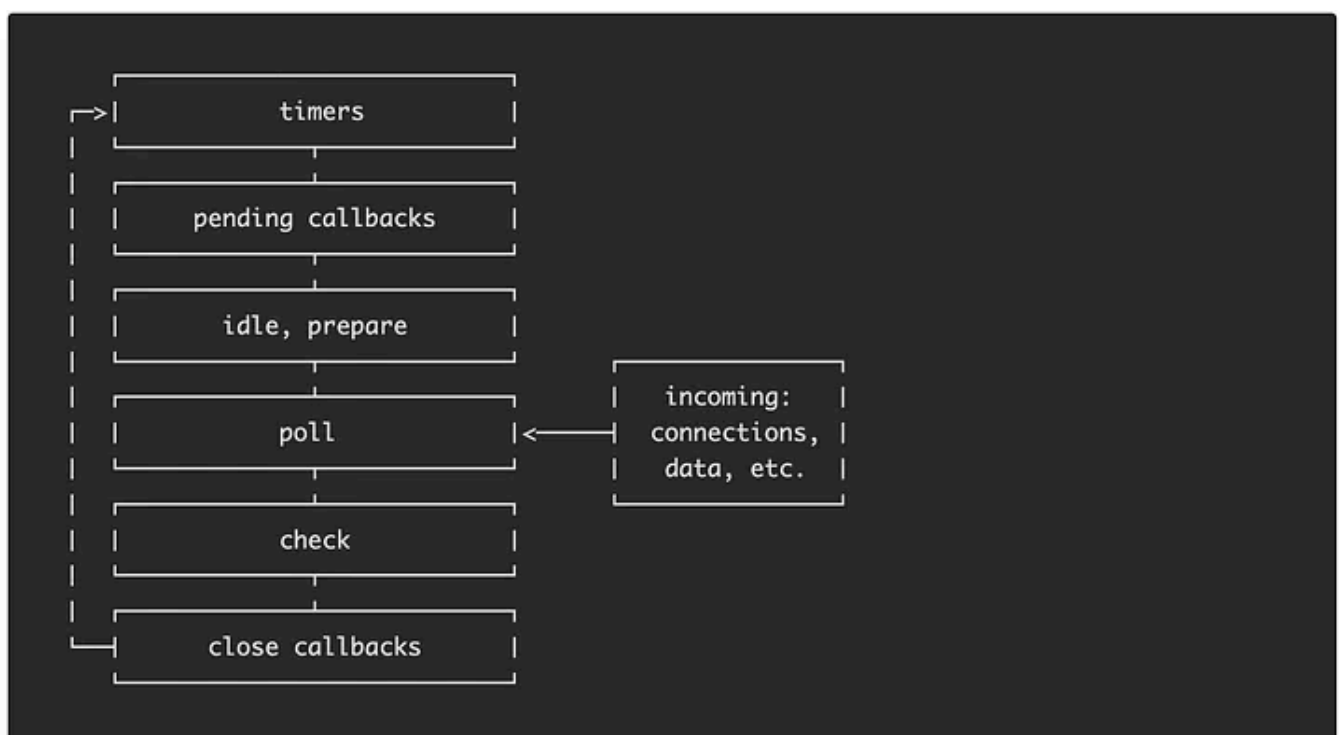 timers
pending callbacks
idle, prepare
poll
incoming:
connections,
data, etc.
check
close callbacks